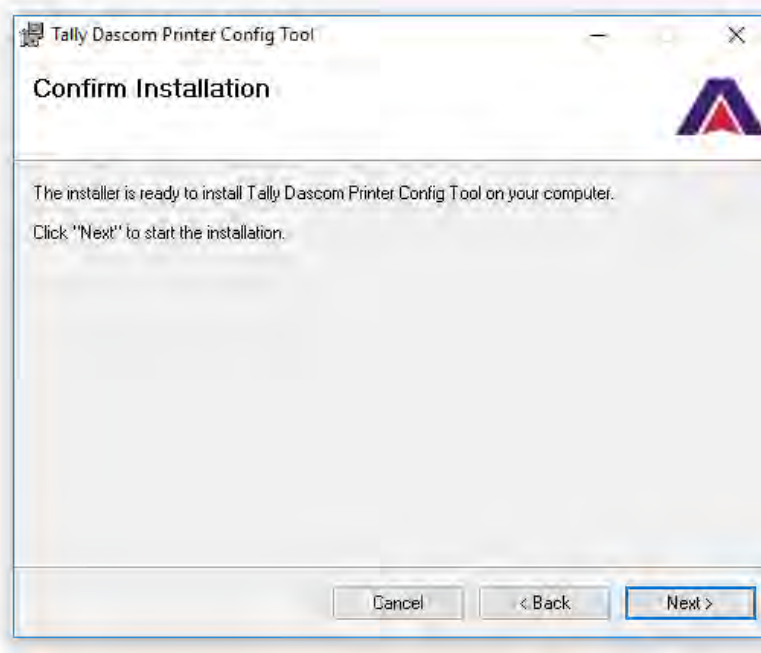 Tally Dascom Printer Config Tool
Confirm Installation
The installer is ready to install Tally Dascom Printer Config Tool on your computer.
Click "Next" to start the installation.
Cancel
< Back
Next >